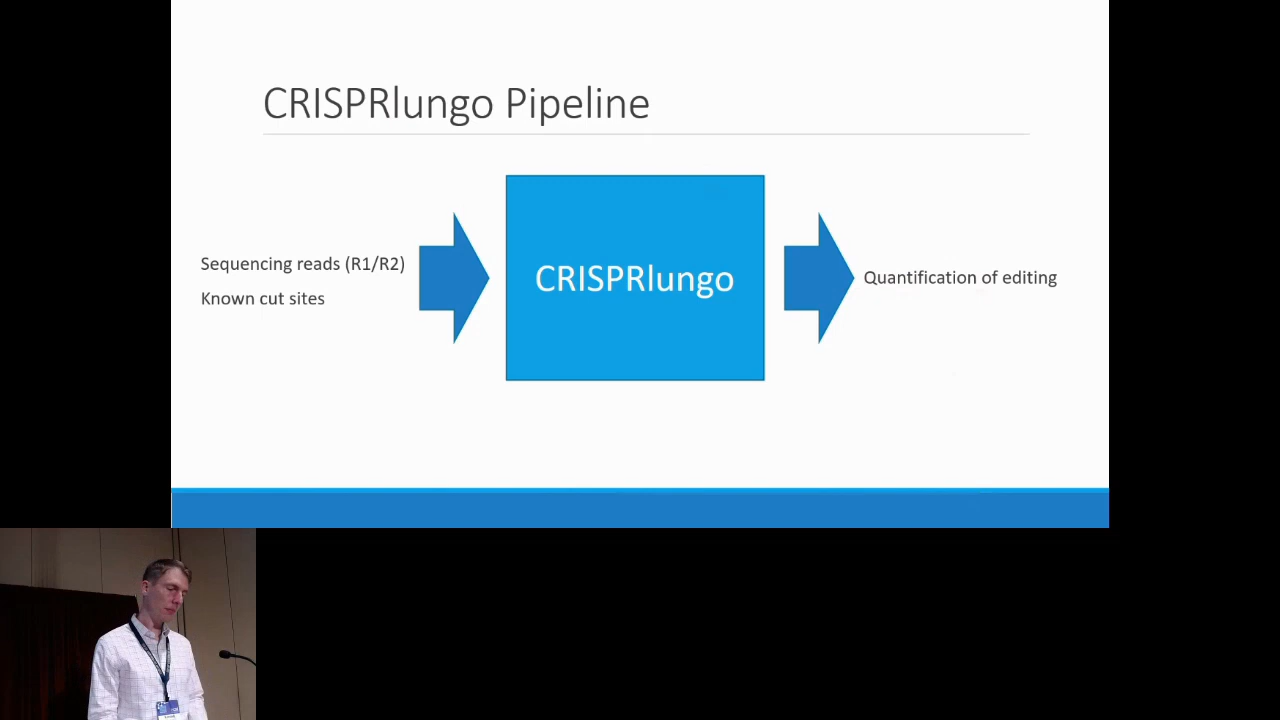 CRISPRlungo Pipeline
Sequencing reads (R1/R2)
Known cut sites
CRISPRlungo
Quantification of editing